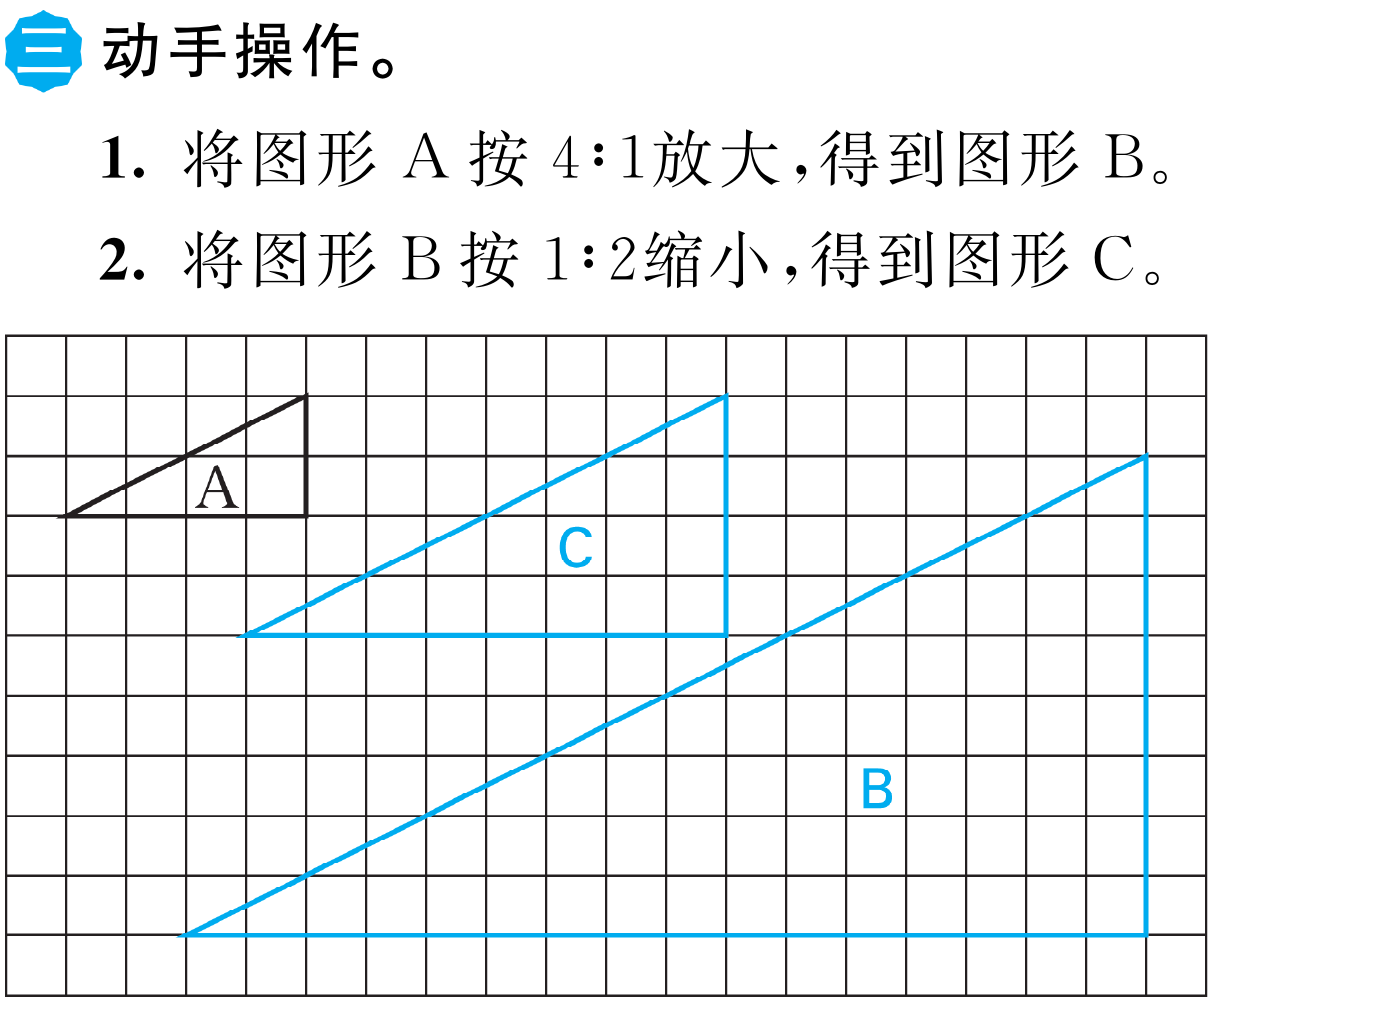 三 动手操作。
1. 将图形 A 按 4∶1放大,得到图形 B。
2. 将图形 B 按 1∶2缩小,得到图形 C。
A
C
B